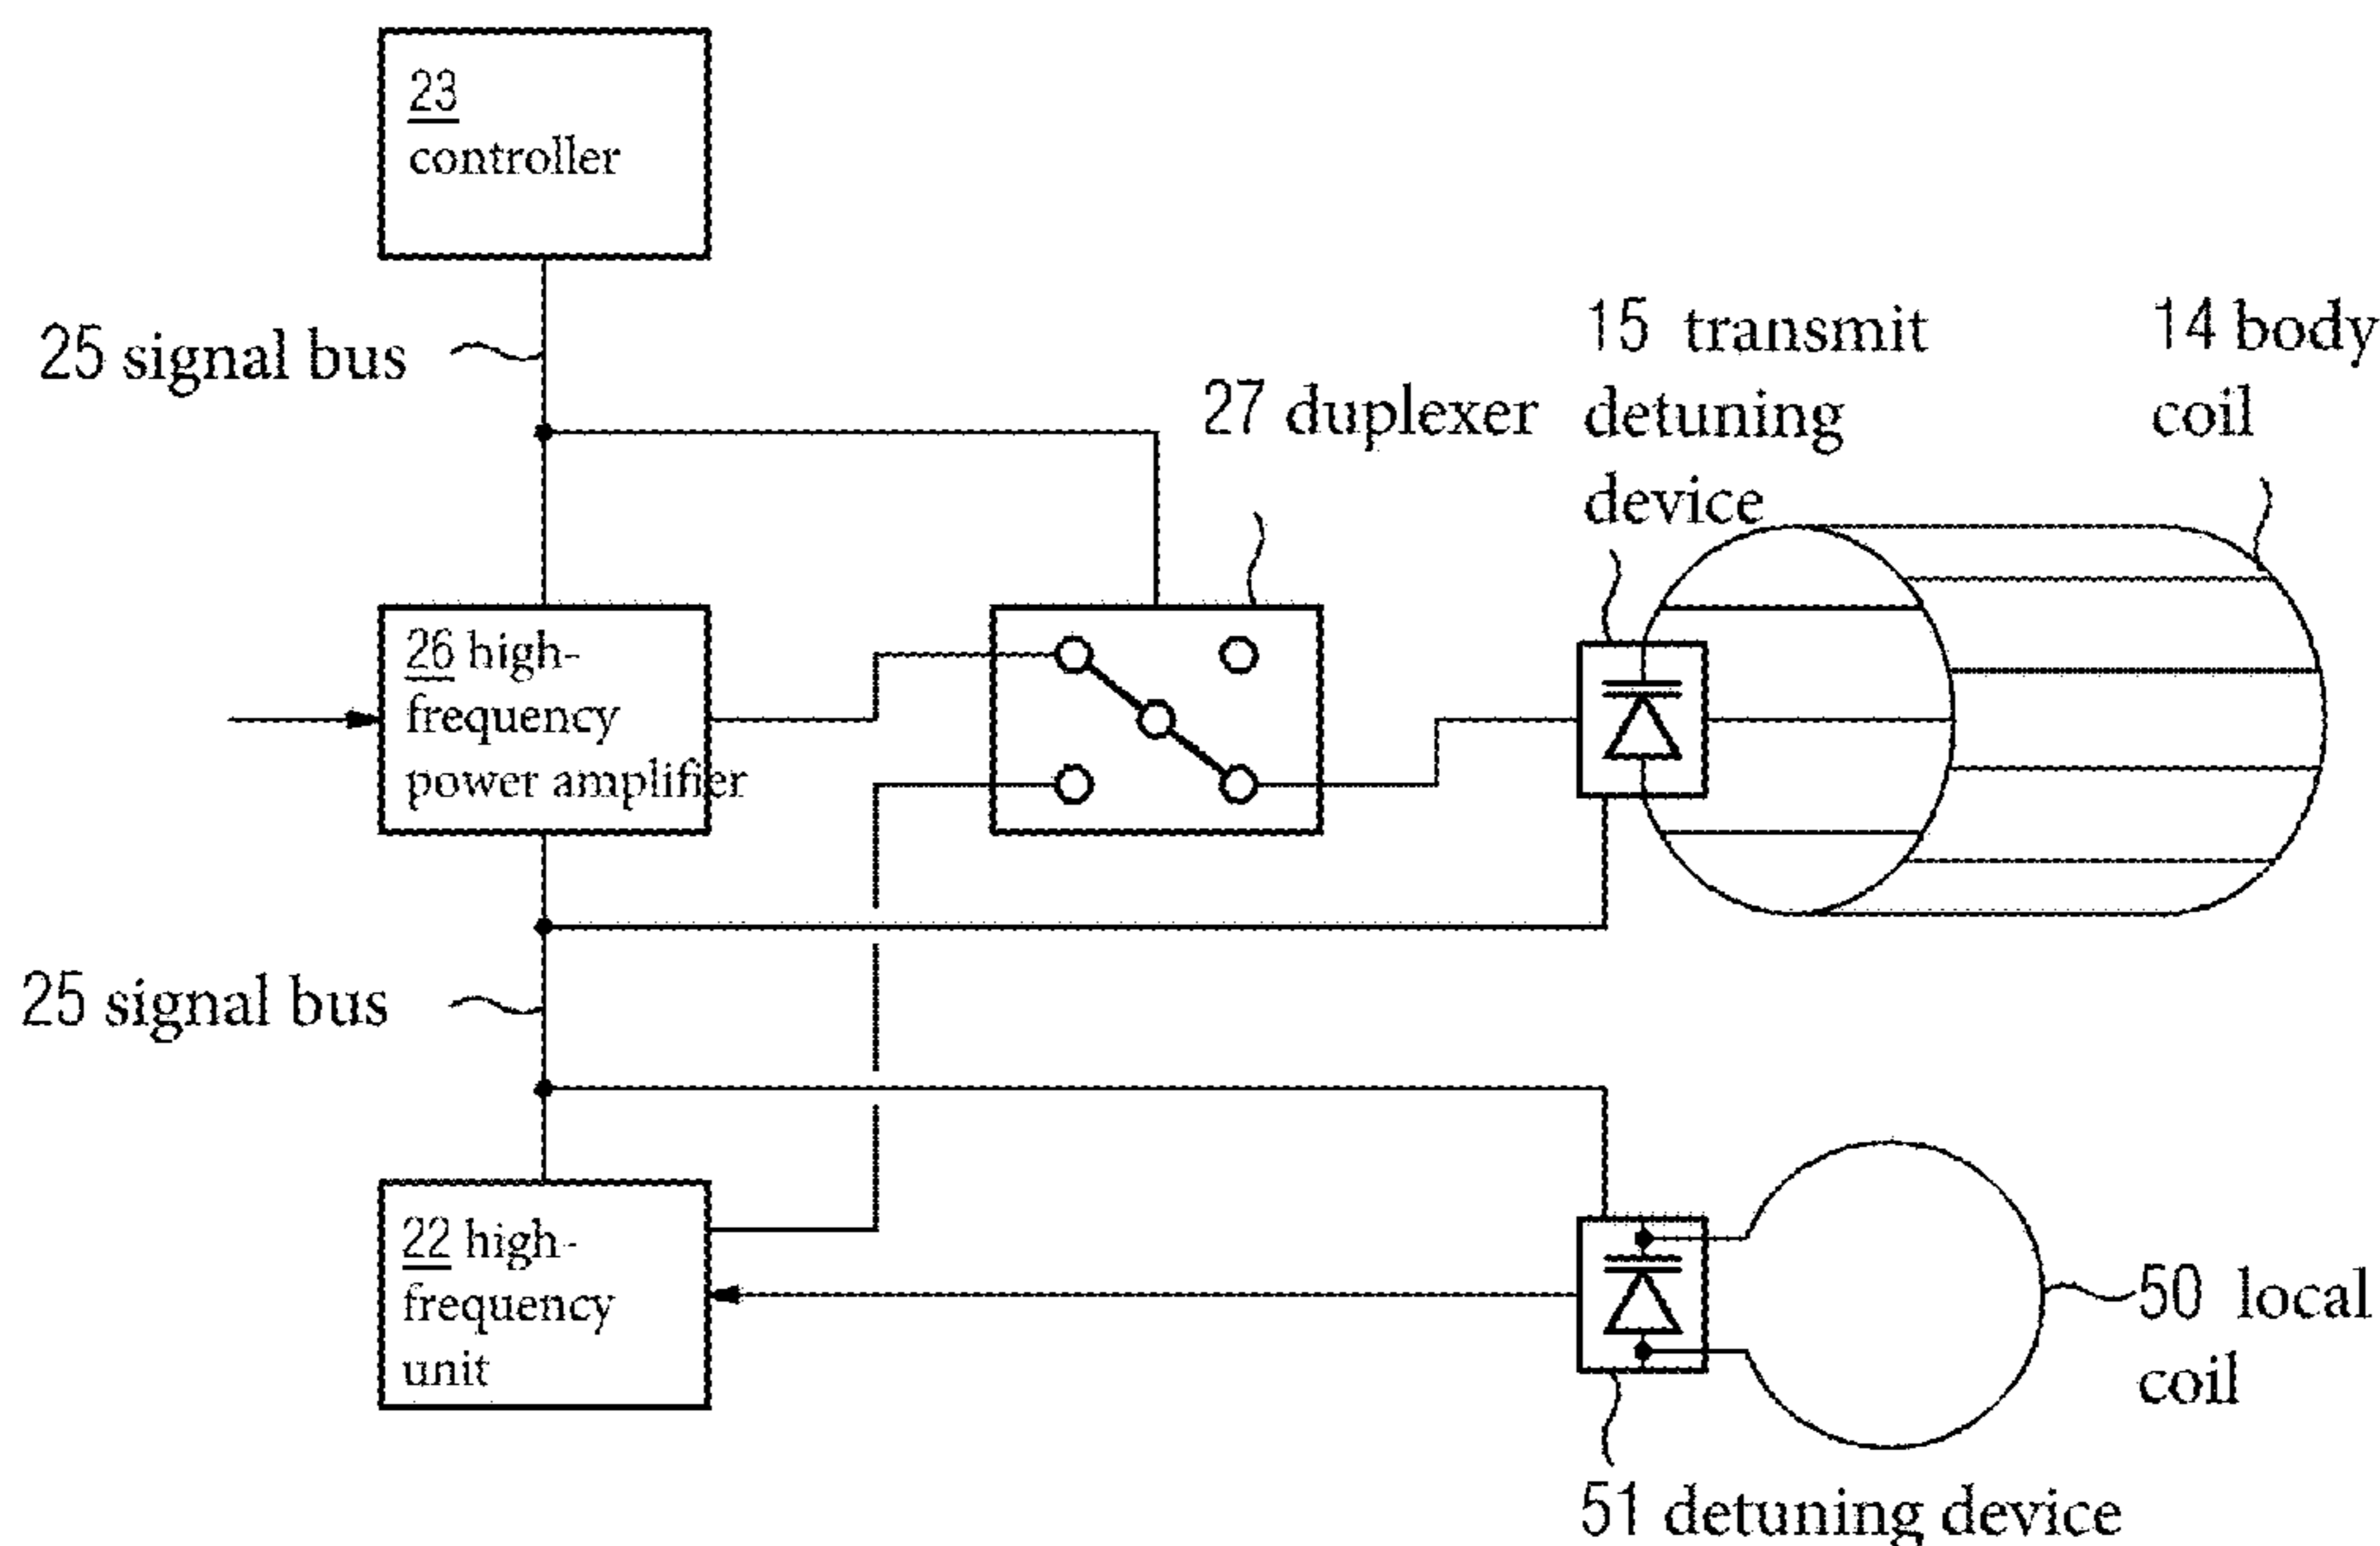 23
controller
25 signal bus
15 transmit
detuning
device
14 body
coil
27 duplexer
26 high-
frequency
power amplifier
25 signal bus
22 high-
frequency
unit
50 local
coil
51 detuning device